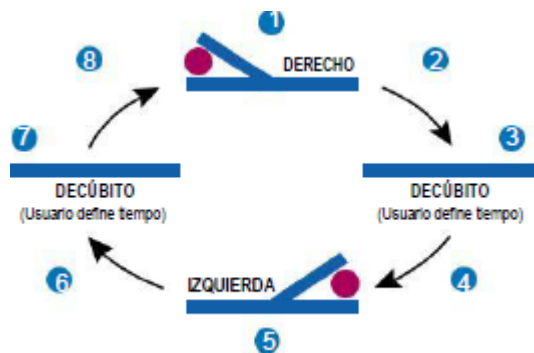 1
8
DERECHO
2
7
3
DECÚBITO
(Usuario define tiempo)
DECÚBITO
(Usuario define tiempo)
6
IZQUIERDA
4
5